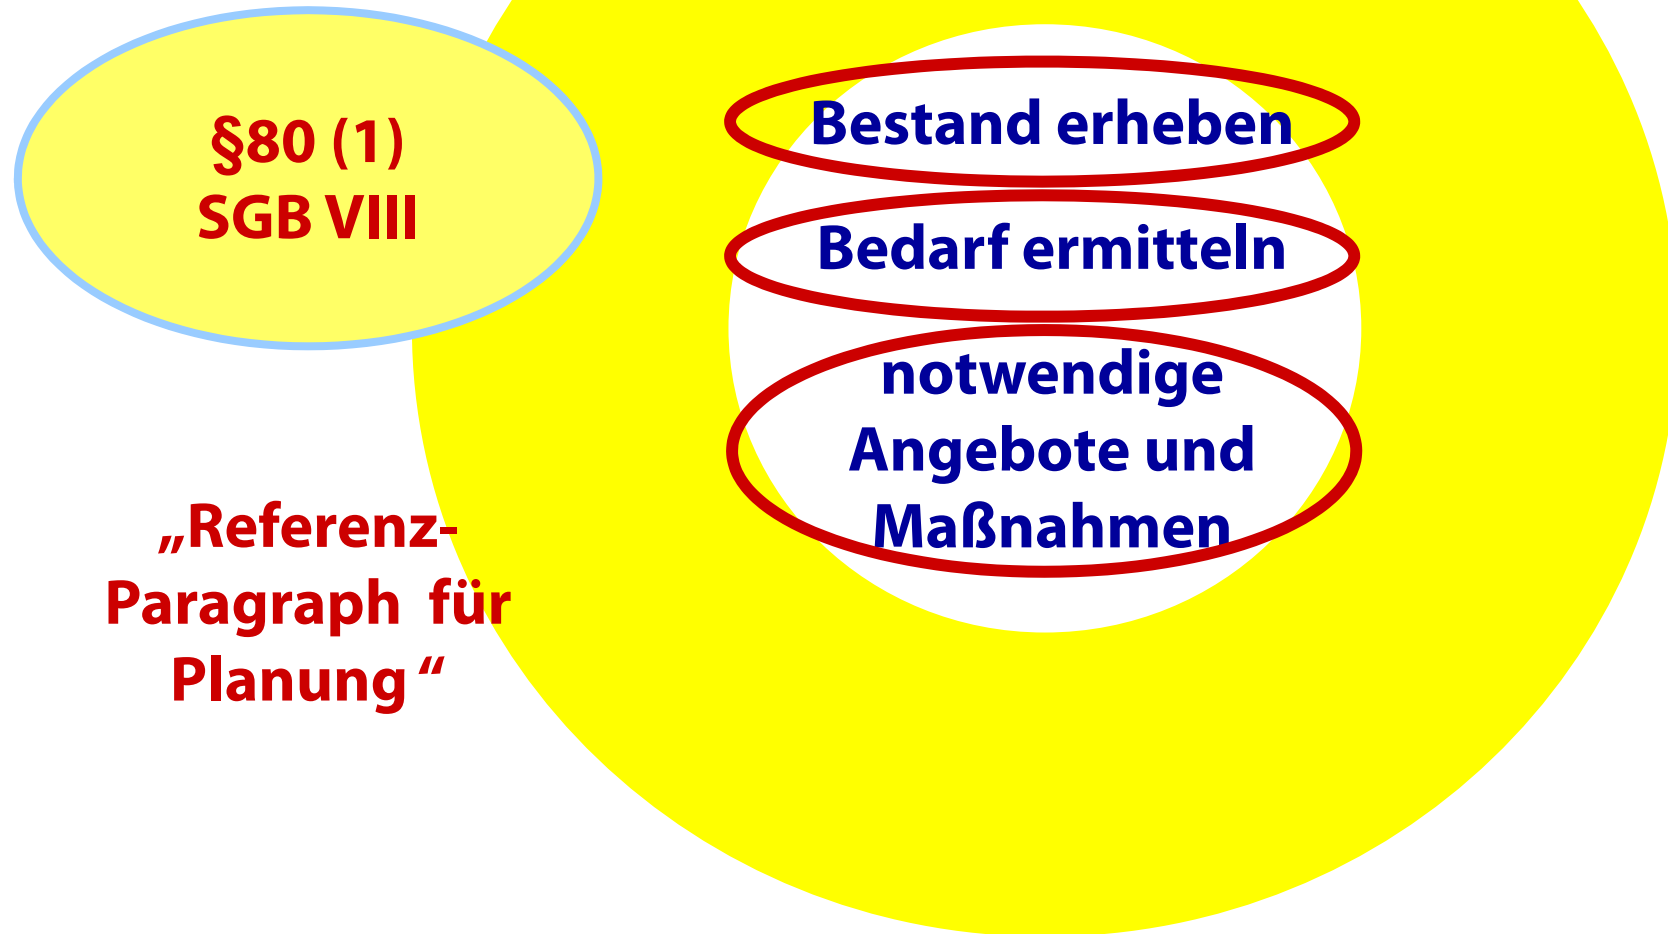 §80 (1)
SGB VIII
Bestand erheben
Bedarf ermitteln
notwendige
Angebote und
Maßnahmen
„Referenz-
Paragraph  für
Planung “